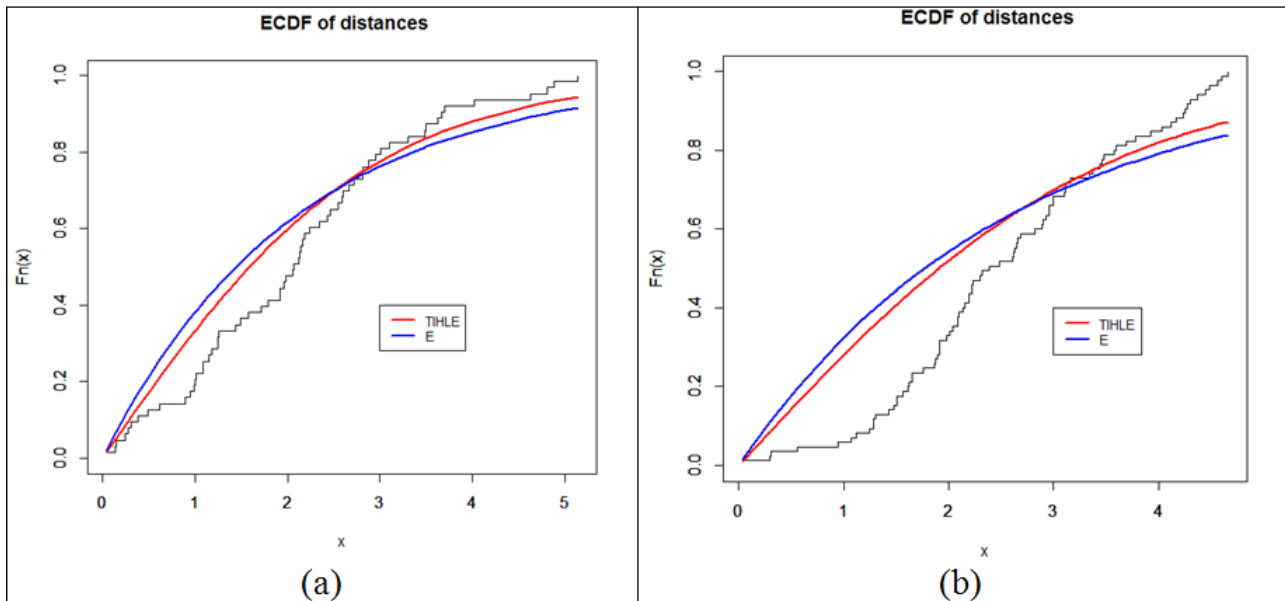 ECDF of distances
Fn(x)
1.0
0.8
0.6
0.4
0.2
0.0
TIHLE
E
0 1 2 3 4 5
x
(a)
ECDF of distances
Fn(x)
1.0
0.8
0.6
0.4
0.2
0.0
TIHLE
E
0 1 2 3 4
x
(b)